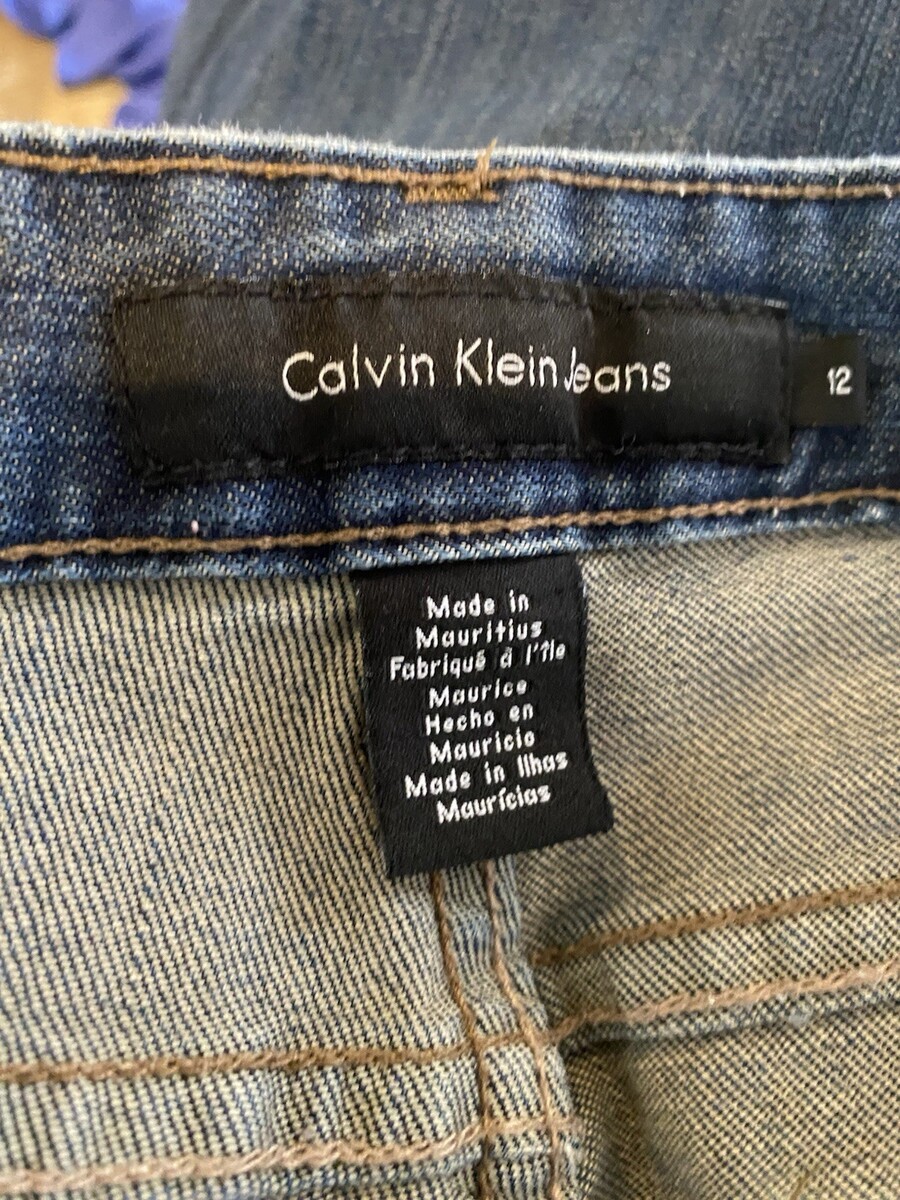 Calvin Klein Jeans
12
Made in
Mauritius
Fabriqué à l'île
Maurice
Hecho en
Mauricio
Made in Ilhas
Maurícias